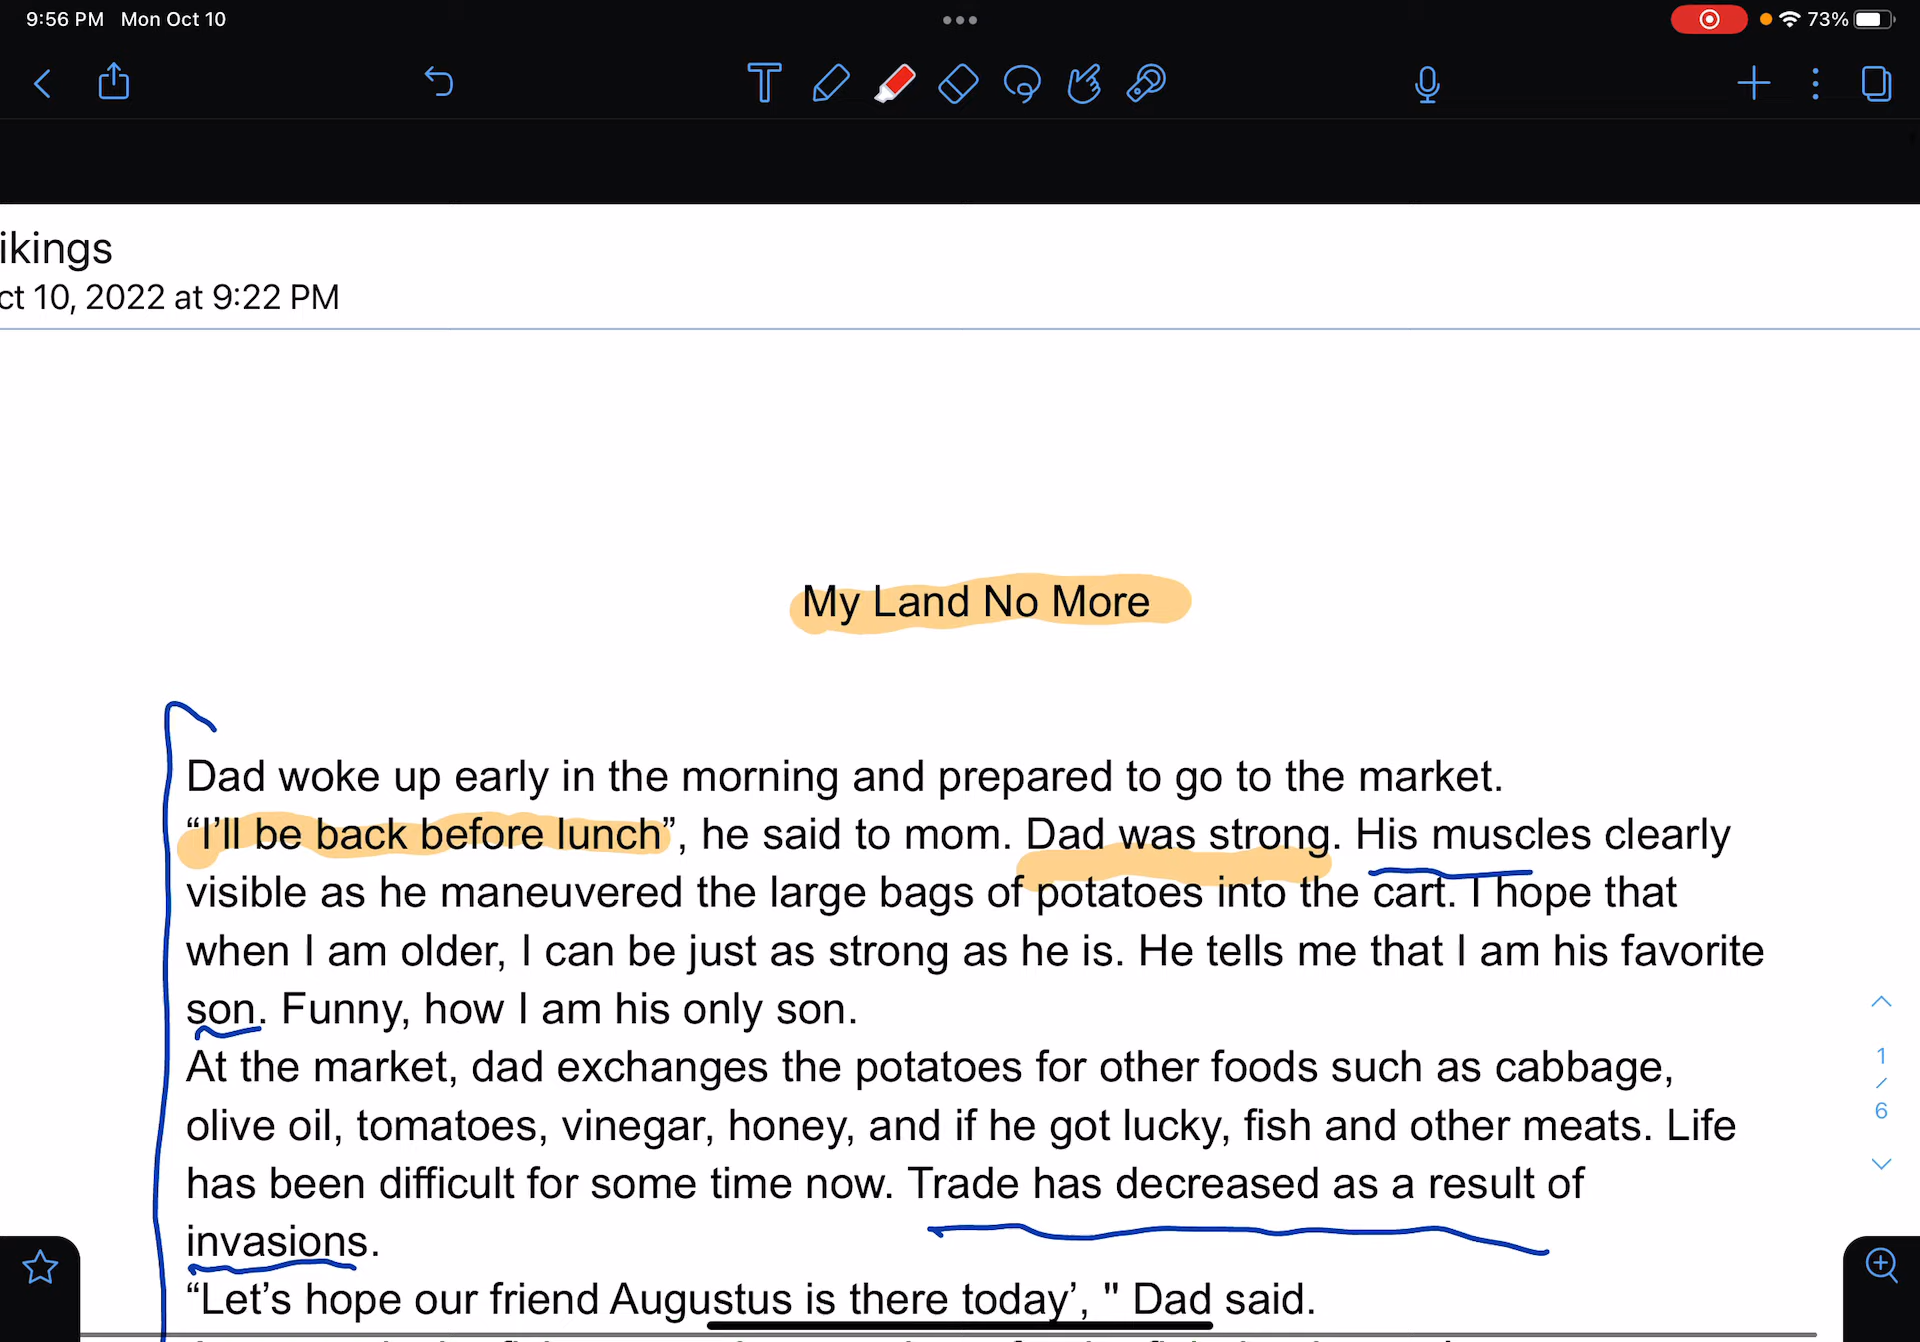 9:56 PM Mon Oct 10
73%
ikings
ct 10, 2022 at 9:22 PM
My Land No More
Dad woke up early in the morning and prepared to go to the market.
“I’ll be back before lunch”, he said to mom. Dad was strong. His muscles clearly
visible as he maneuvered the large bags of potatoes into the cart. I hope that
when I am older, I can be just as strong as he is. He tells me that I am his favorite
son. Funny, how I am his only son.
At the market, dad exchanges the potatoes for other foods such as cabbage,
olive oil, tomatoes, vinegar, honey, and if he got lucky, fish and other meats. Life
has been difficult for some time now. Trade has decreased as a result of
invasions.
“Let’s hope our friend Augustus is there today’, " Dad said.
1
/
6